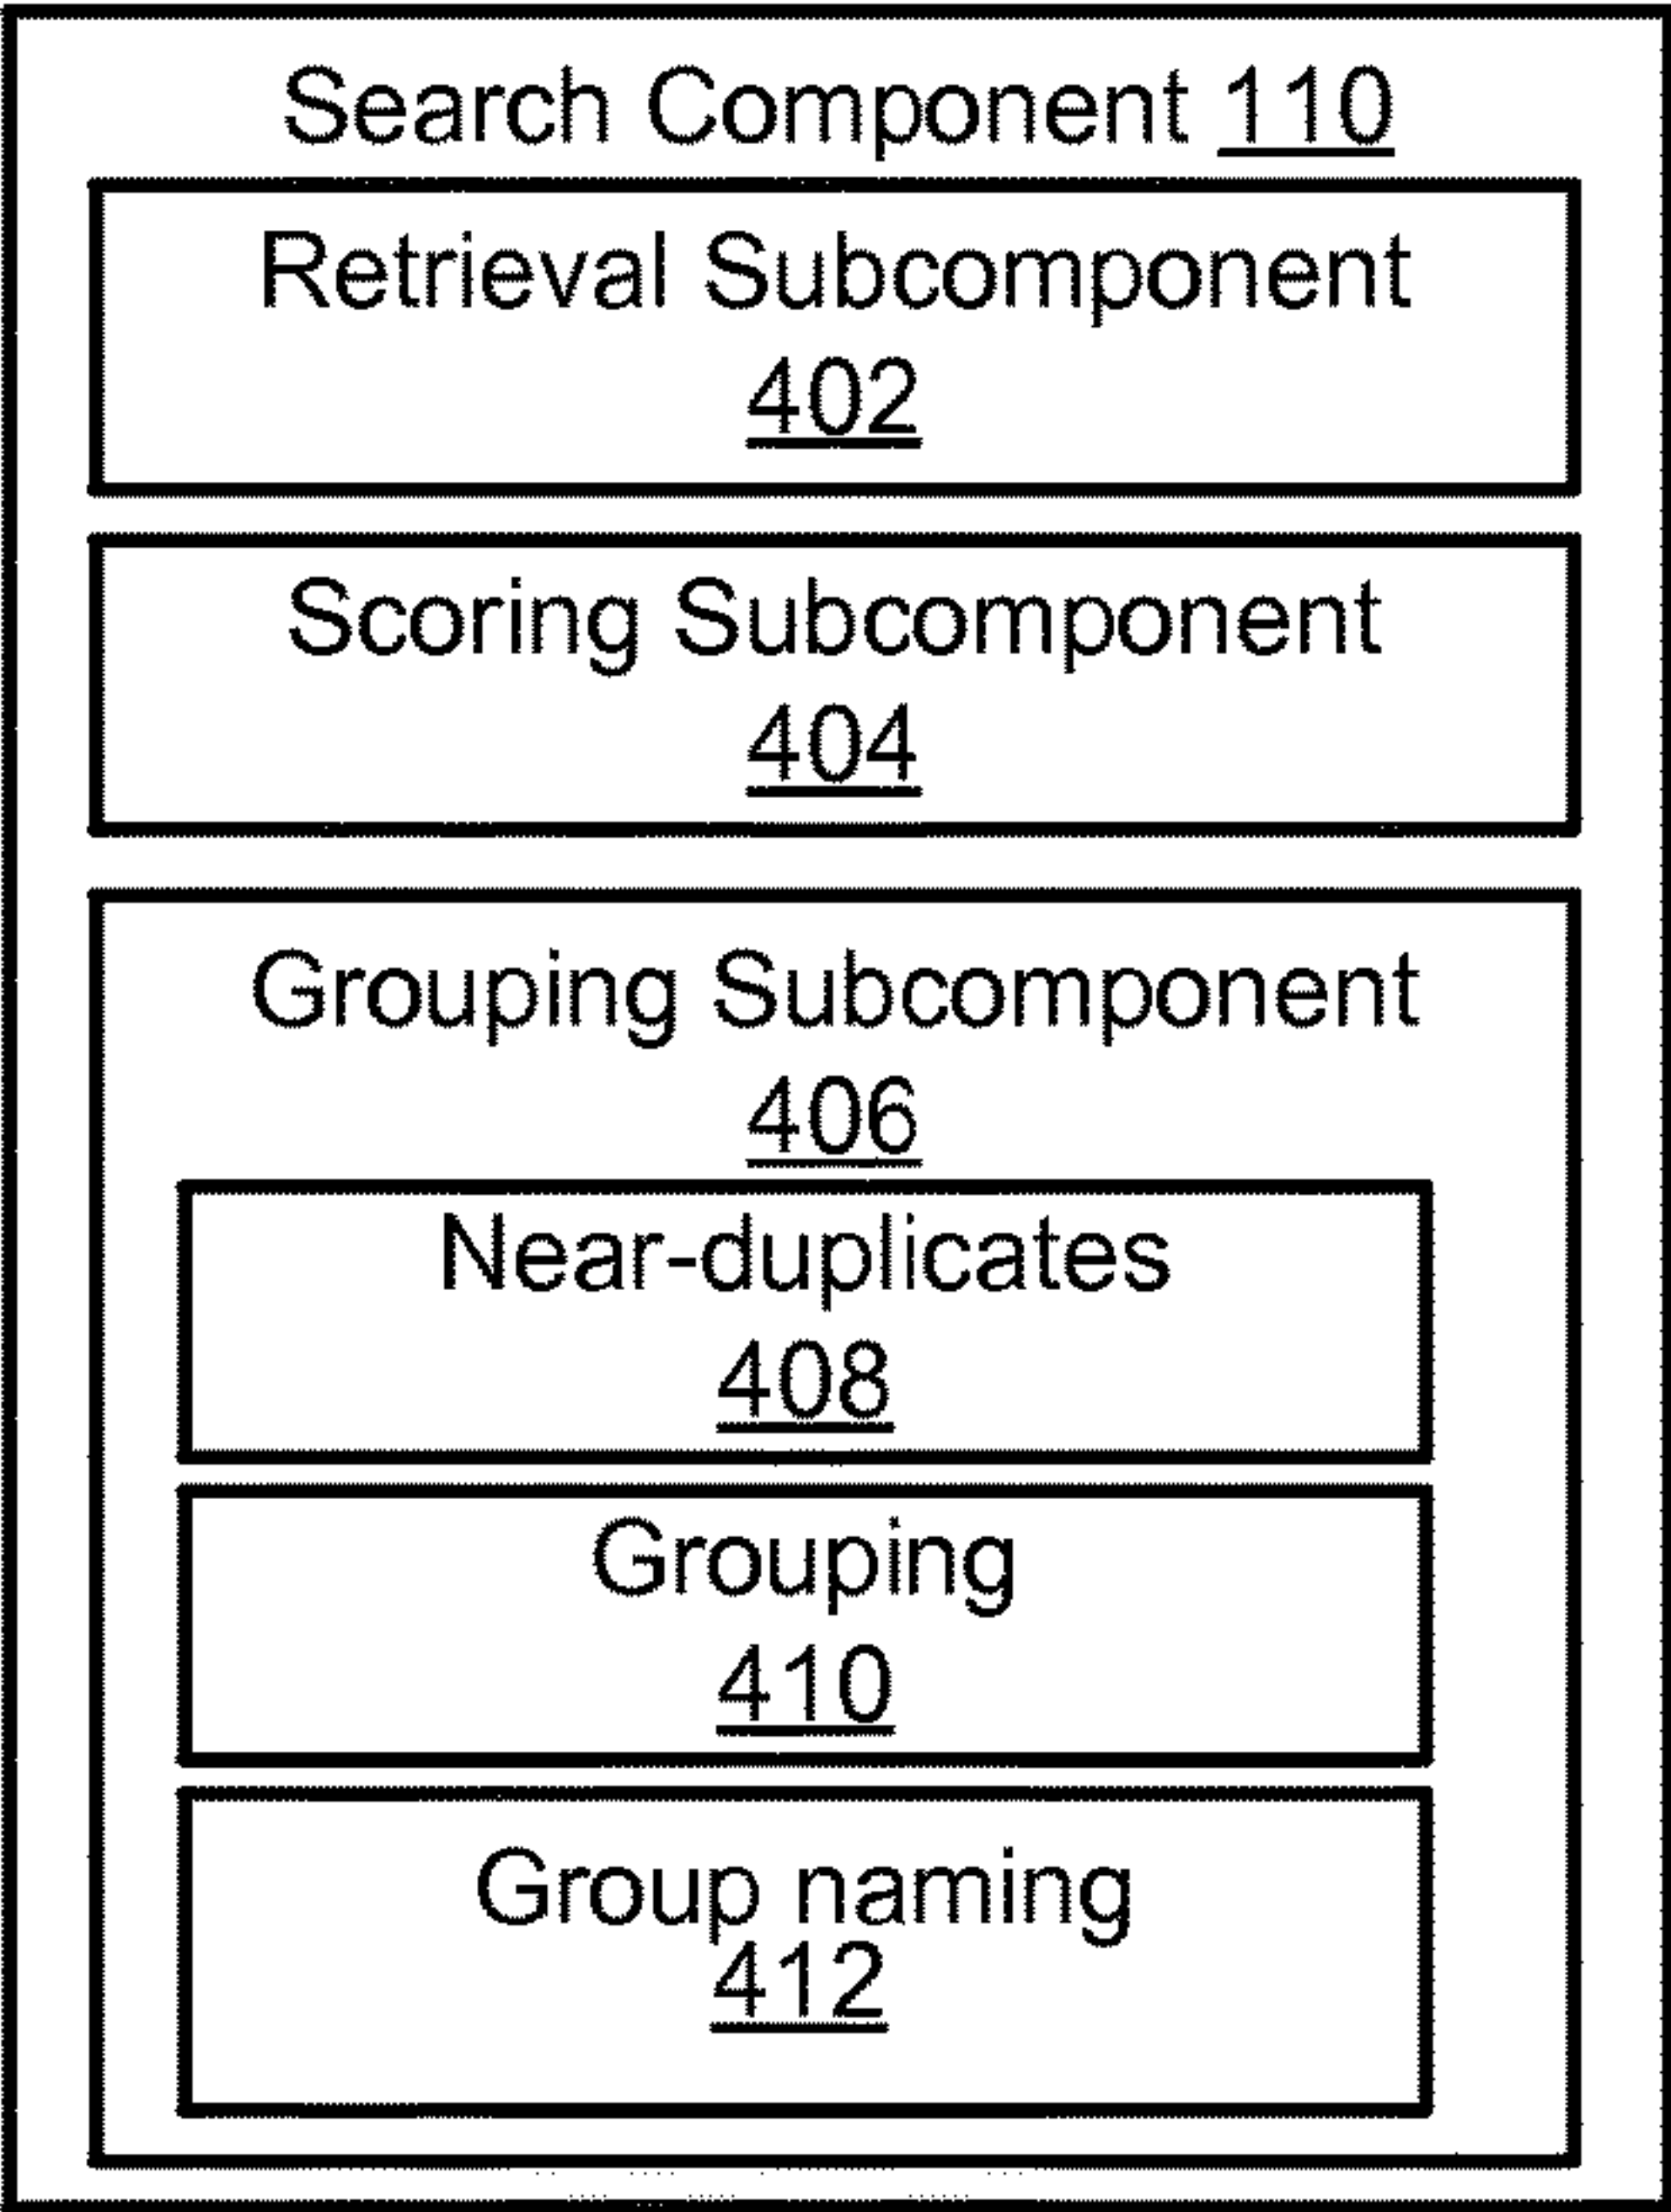 Search Component 110
Retrieval Subcomponent
402
Scoring Subcomponent
404
Grouping Subcomponent
406
Near-duplicates
408
Grouping
410
Group naming
412